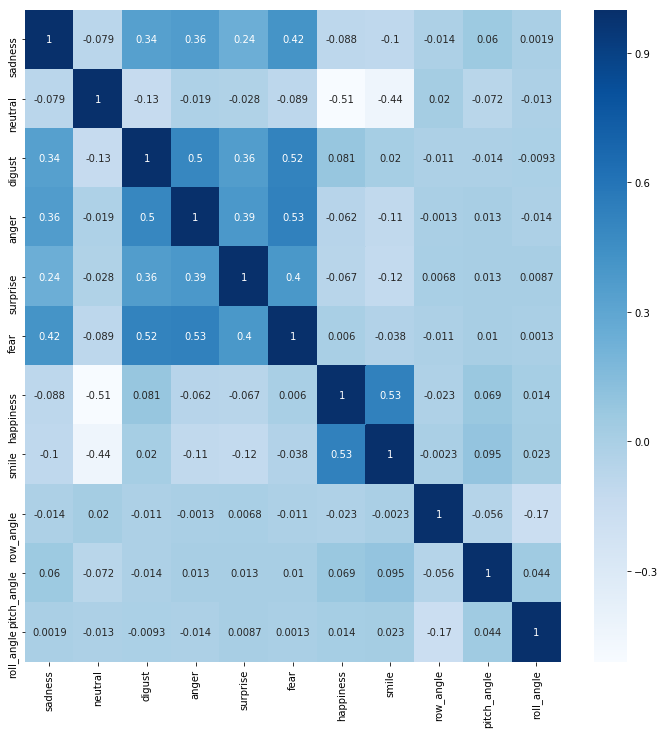 sadness 1 -0.079 0.34 0.36 0.24 0.42 -0.088 -0.1 -0.014 0.06 0.0019
neutral -0.079 1 -0.13 -0.019 -0.028 -0.089 -0.51 -0.44 0.02 -0.072 -0.013
digust 0.34 -0.13 1 0.5 0.36 0.52 0.081 0.02 -0.011 -0.014 -0.0093
anger 0.36 -0.019 0.5 1 0.39 0.53 -0.062 -0.11 -0.0013 0.013 -0.014
surprise 0.24 -0.028 0.36 0.39 1 0.4 -0.067 -0.12 0.0068 0.013 0.0087
fear 0.42 -0.089 0.52 0.53 0.4 1 0.006 -0.038 -0.011 0.01 0.0013
happiness -0.088 -0.51 0.081 -0.062 -0.067 0.006 1 0.53 -0.023 0.069 0.014
smile -0.1 -0.44 0.02 -0.11 -0.12 -0.038 0.53 1 -0.0023 0.095 0.023
row_angle -0.014 0.02 -0.011 -0.0013 0.0068 -0.011 -0.023 -0.0023 1 -0.056 -0.17
pitch_angle 0.06 -0.072 -0.014 0.013 0.013 0.01 0.069 0.095 -0.056 1 0.044
roll_angle 0.0019 -0.013 -0.0093 -0.014 0.0087 0.0013 0.014 0.023 -0.17 0.044 1
sadness neutral digust anger surprise fear happiness smile row_angle pitch_angle roll_angle
0.9
0.6
0.3
0.0
−0.3